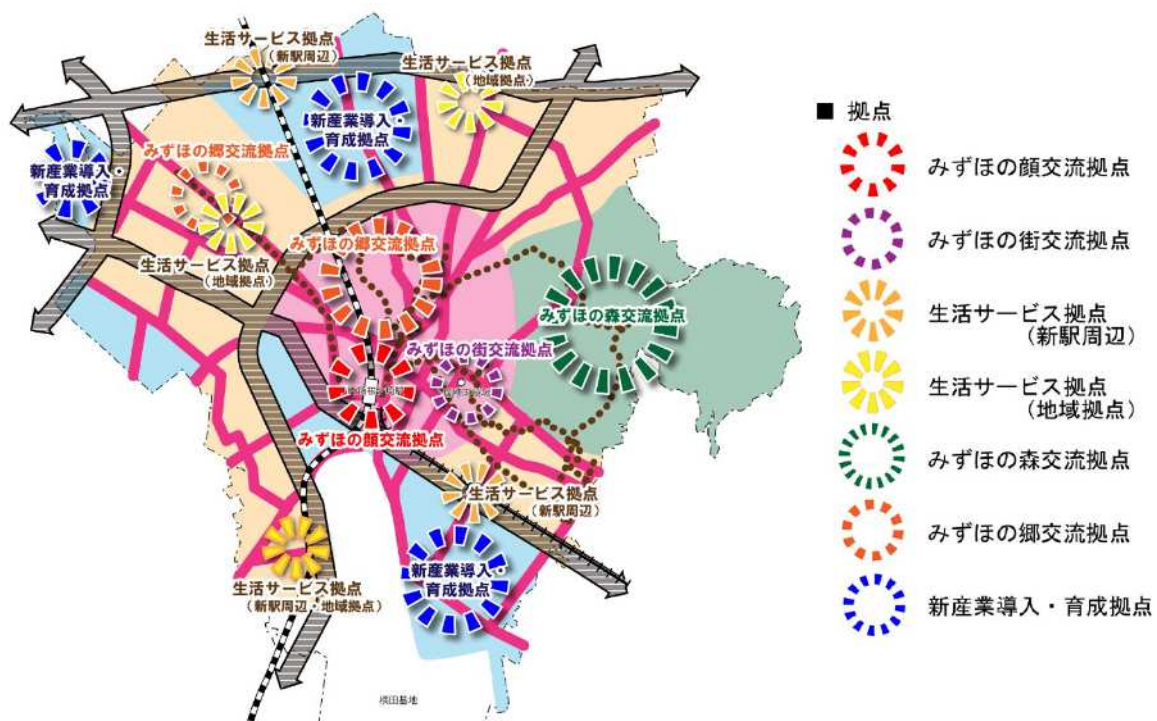 生活サービス拠点
(新駅周辺)
生活サービス拠点
(地域拠点)
新産業導入・
育成拠点
みずほの郷交流拠点
新産業導入・
育成拠点
みずほの郷交流拠点
生活サービス拠点
(地域拠点)
みずほの森交流拠点
みずほの街交流拠点
みずほの顔交流拠点
生活サービス拠点
(新駅周辺)
新産業導入・
育成拠点
生活サービス拠点
(新駅周辺・地域拠点)
横田基地
■ 拠点
みずほの顔交流拠点
みずほの街交流拠点
生活サービス拠点
(新駅周辺)
生活サービス拠点
(地域拠点)
みずほの森交流拠点
みずほの郷交流拠点
新産業導入・育成拠点